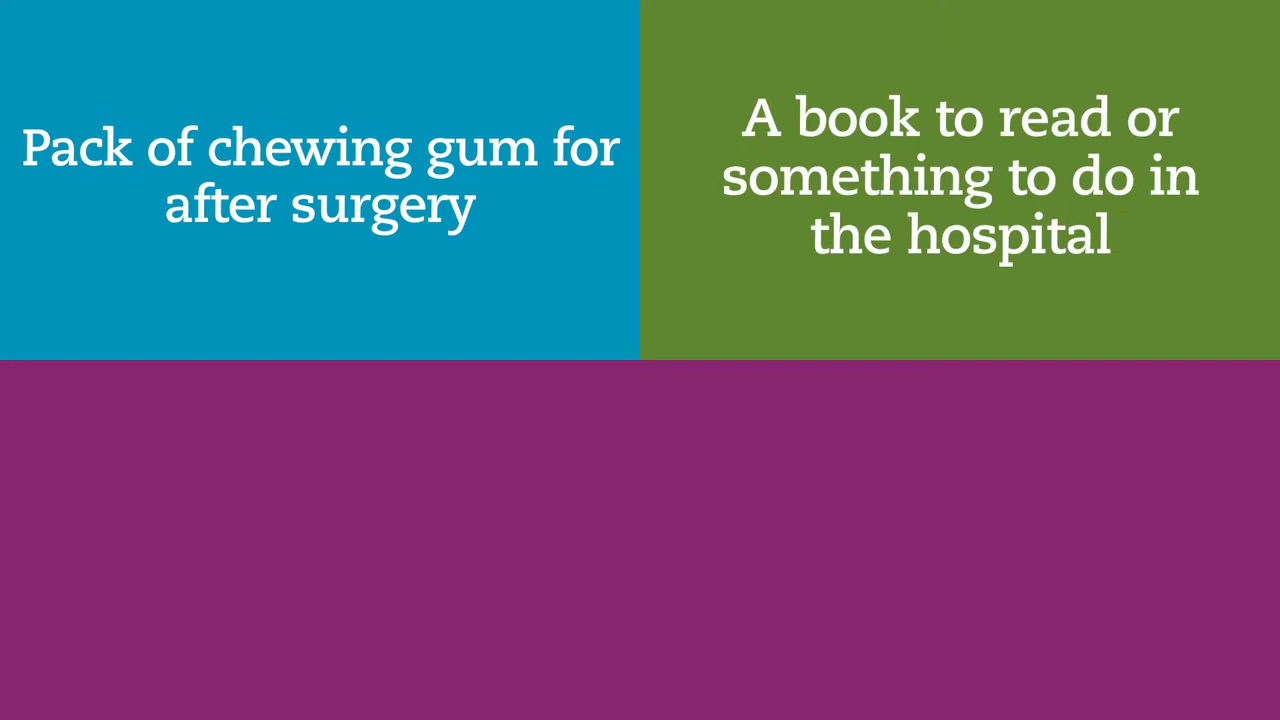 Pack of chewing gum for
after surgery
A book to read or
something to do in
the hospital